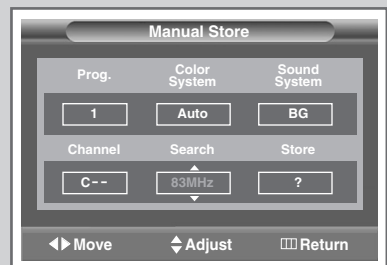 Manual Store
Prog. Color System Sound System
1 Auto BG
Channel Search Store
C-- 83MHz ?
Move Adjust Return